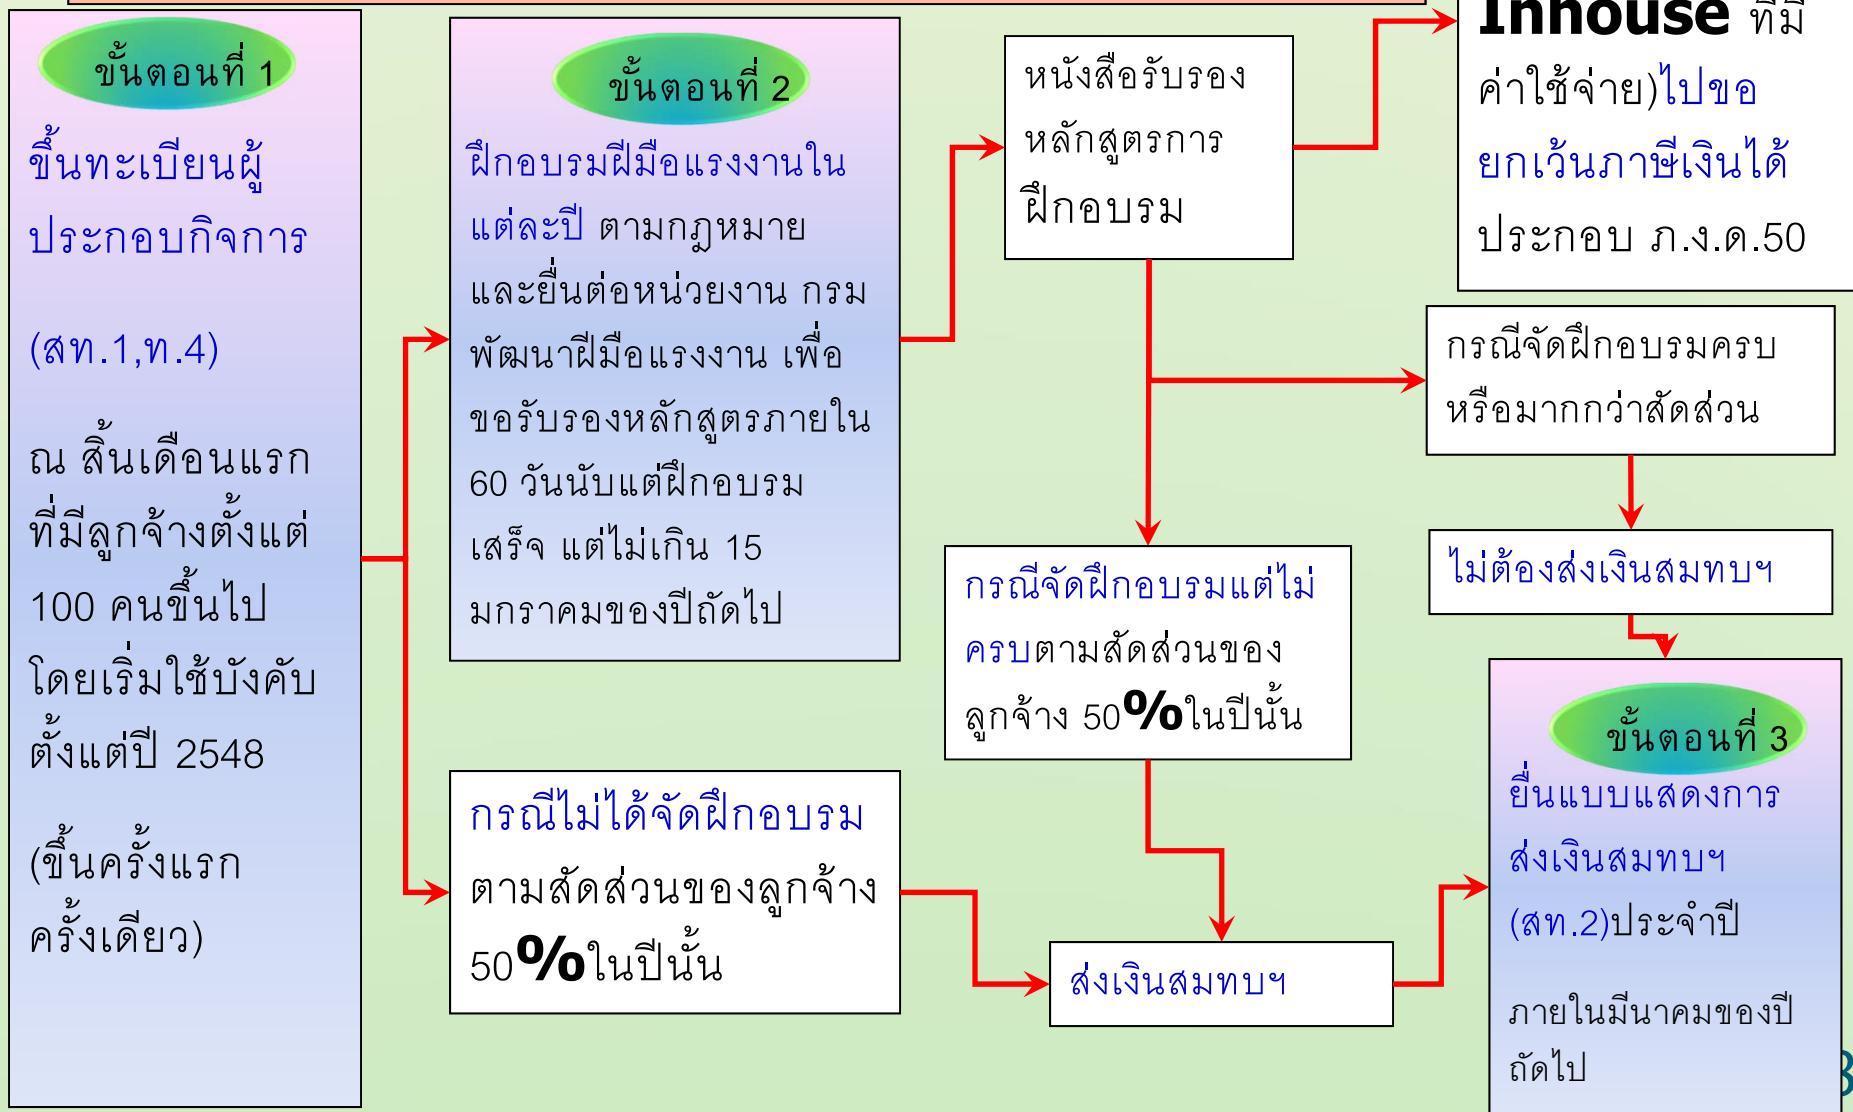 ขั้นตอนที่ 1
ขึ้นทะเบียนผู้
ประกอบกิจการ
(สท.1,ท.4)
ณ สิ้นเดือนแรก
ที่มีลูกจ้างตั้งแต่
100 คนขึ้นไป
โดยเริ่มใช้บังคับ
ตั้งแต่ปี 2548
(ขึ้นครั้งแรก
ครั้งเดียว)
ขั้นตอนที่ 2
ฝึกอบรมฝีมือแรงงานใน
แต่ละปี ตามกฎหมาย
และยื่นต่อหน่วยงาน กรม
พัฒนาฝีมือแรงงาน เพื่อ
ขอรับรองหลักสูตรภายใน
60 วันนับแต่ฝึกอบรม
เสร็จ แต่ไม่เกิน 15
มกราคมของปีถัดไป
กรณีไม่ได้จัดฝึกอบรม
ตามสัดส่วนของลูกจ้าง
50%ในปีนั้น
หนังสือรับรอง
หลักสูตรการ
ฝึกอบรม
Inhouse ที่มี
ค่าใช้จ่าย)ไปขอ
ยกเว้นภาษีเงินได้
ประกอบ ภ.ง.ด.50
กรณีจัดฝึกอบรมครบ
หรือมากกว่าสัดส่วน
ไม่ต้องส่งเงินสมทบฯ
กรณีจัดฝึกอบรมแต่ไม่
ครบตามสัดส่วนของ
ลูกจ้าง 50%ในปีนั้น
ส่งเงินสมทบฯ
ขั้นตอนที่ 3
ยื่นแบบแสดงการ
ส่งเงินสมทบฯ
(สท.2)ประจำปี
ภายในมีนาคมของปี
ถัดไป